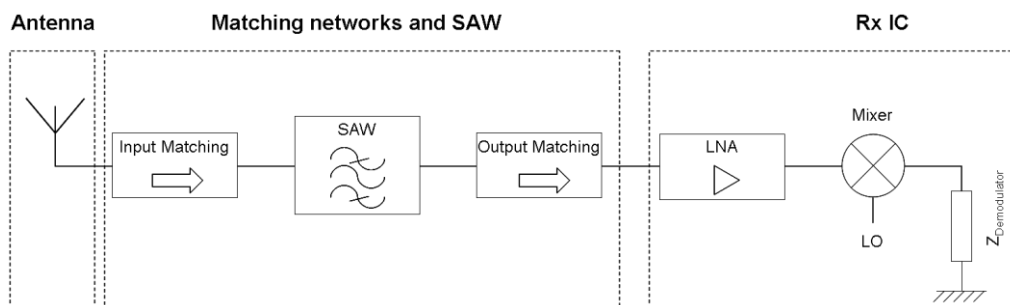 Antenna
Matching networks and SAW
Rx IC
Input Matching
SAW
Output Matching
LNA
Mixer
LO
Z_Demodulator